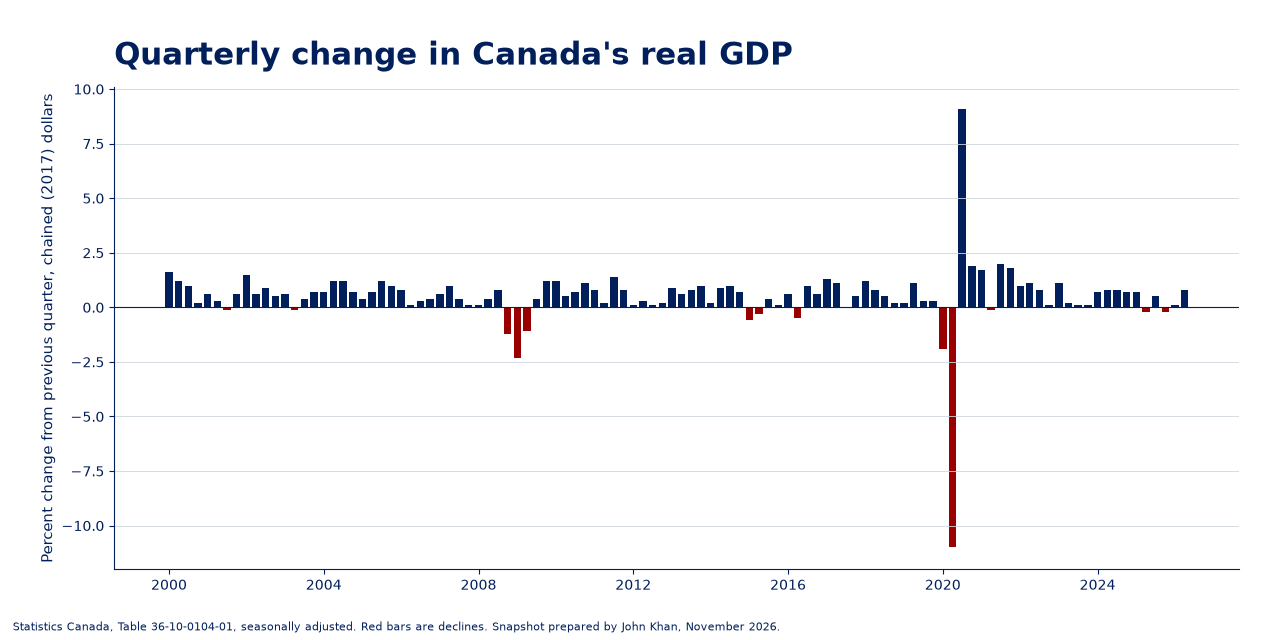 Quarterly change in Canada's real GDP
Percent change from previous quarter, chained (2017) dollars
10.0
7.5
5.0
2.5
0.0
−2.5
−5.0
−7.5
−10.0
2000 2004 2008 2012 2016 2020 2024
Statistics Canada, Table 36-10-0104-01, seasonally adjusted. Red bars are declines. Snapshot prepared by John Khan, November 2026.